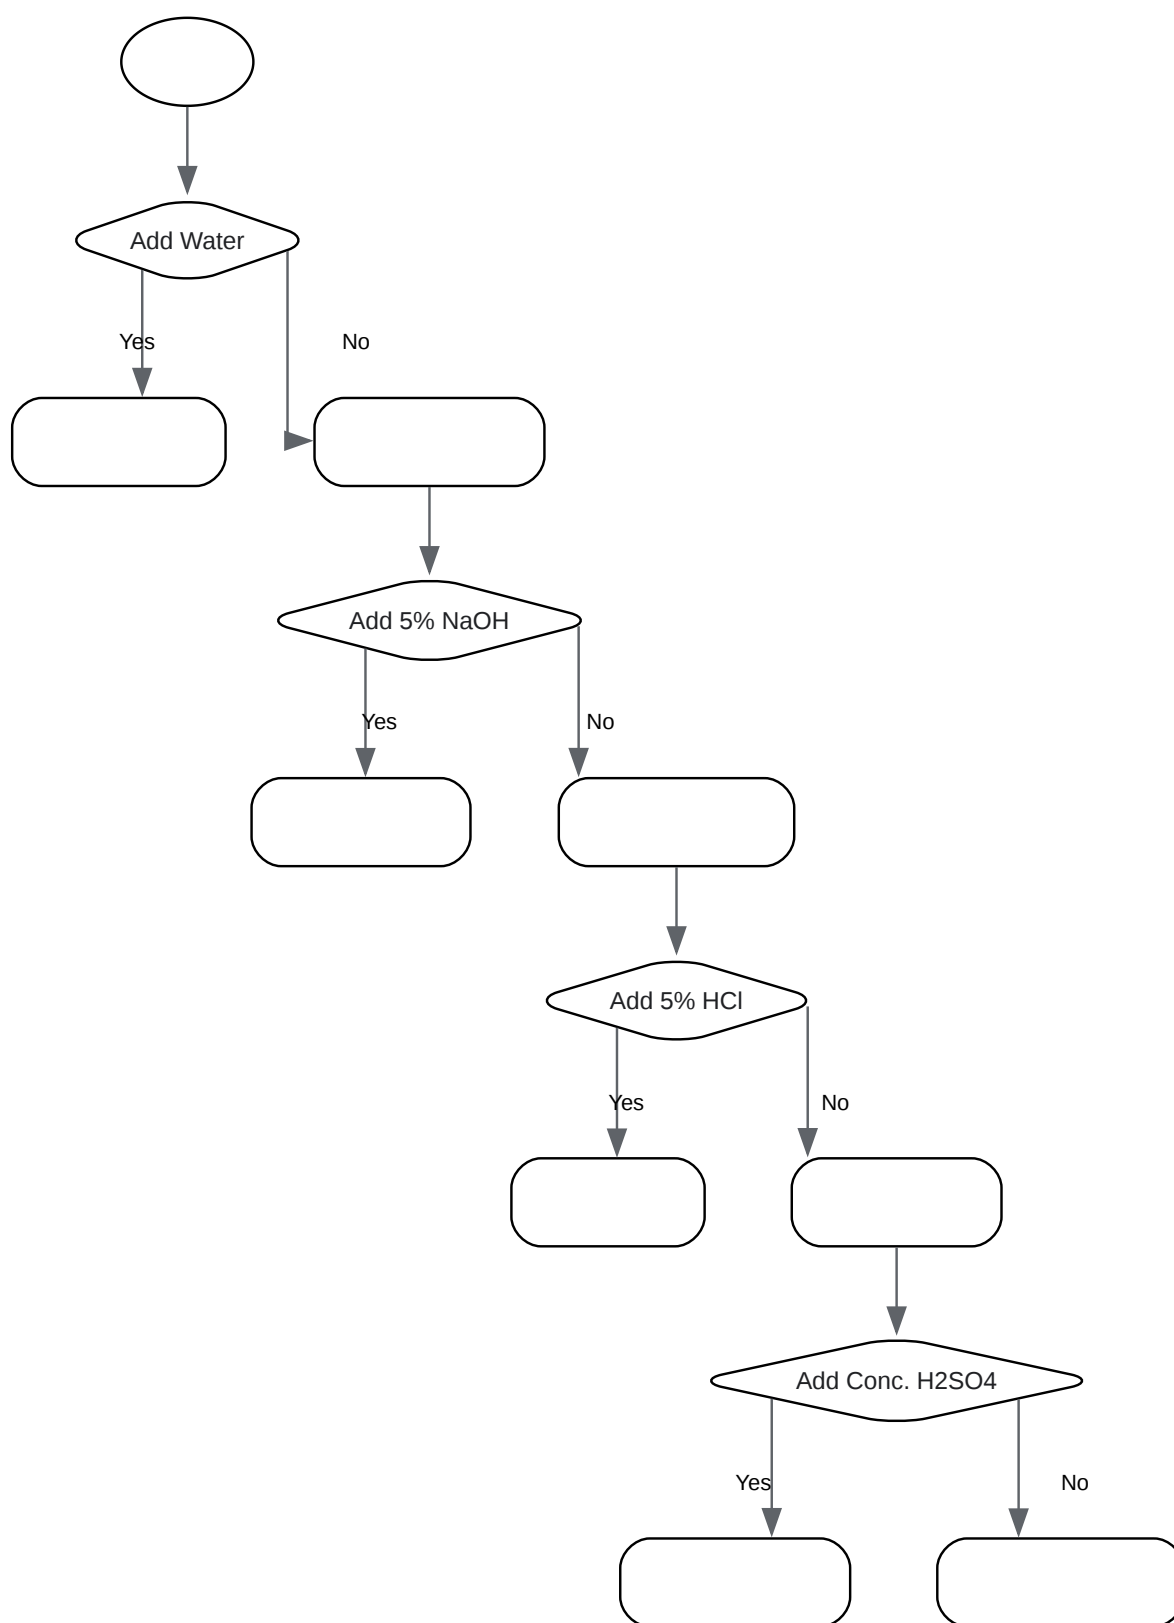 Add Water
Yes
No
Add 5% NaOH
Yes
No
Add 5% HCl
Yes
No
Add Conc. H2SO4
Yes
No